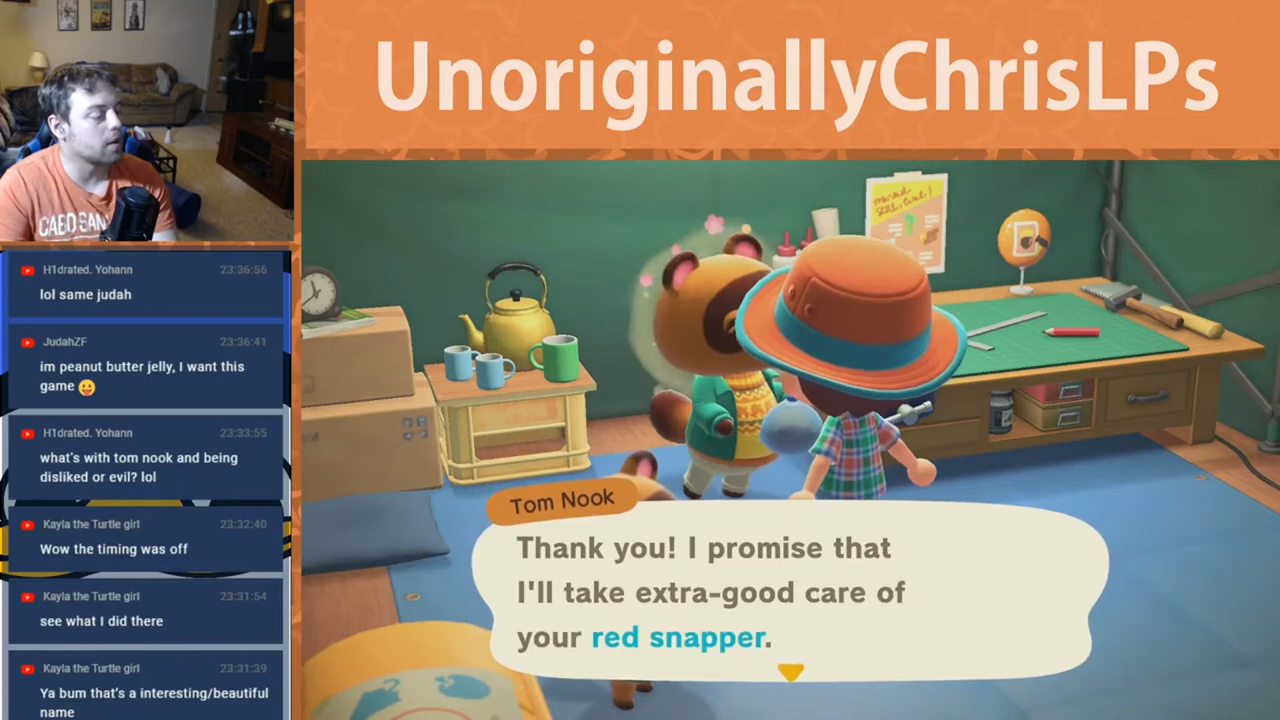 UnoriginallyChrisLPs
CABO SAN
H1drated. Yohann 23:36:56
lol same judah
JudahZF 23:36:41
im peanut butter jelly, I want this
game 😛
H1drated. Yohann 23:33:55
what's with tom nook and being
disliked or evil? lol
Kayla the Turtle girl 23:32:40
Wow the timing was off
Kayla the Turtle girl 23:31:54
see what I did there
Kayla the Turtle girl 23:31:39
Ya bum that's a interesting/beautiful
name
Tom Nook
Thank you! I promise that
I'll take extra-good care of
your red snapper.